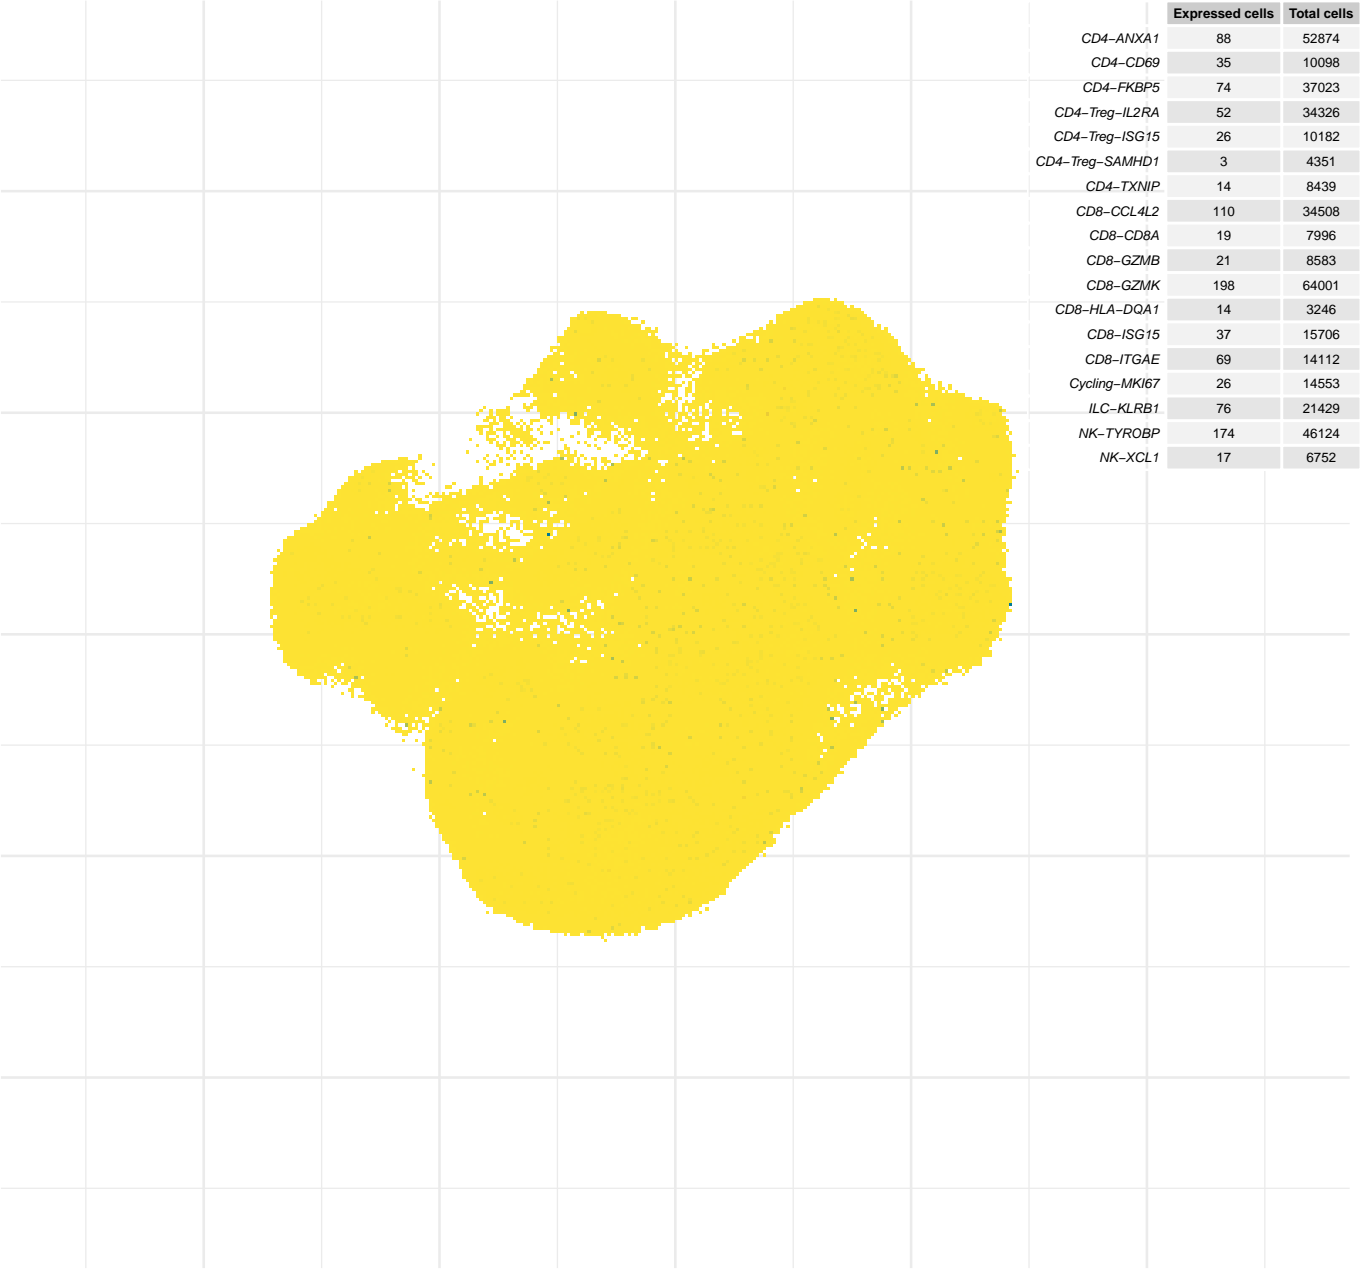 Expressed cells Total cells
CD4−ANXA1 88 52874
CD4−CD69 35 10098
CD4−FKBP5 74 37023
CD4−Treg−IL2RA 52 34326
CD4−Treg−ISG15 26 10182
CD4−Treg−SAMHD1 3 4351
CD4−TXNIP 14 8439
CD8−CCL4L2 110 34508
CD8−CD8A 19 7996
CD8−GZMB 21 8583
CD8−GZMK 198 64001
CD8−HLA−DQA1 14 3246
CD8−ISG15 37 15706
CD8−ITGAE 69 14112
Cycling−MKI67 26 14553
ILC−KLRB1 76 21429
NK−TYROBP 174 46124
NK−XCL1 17 6752